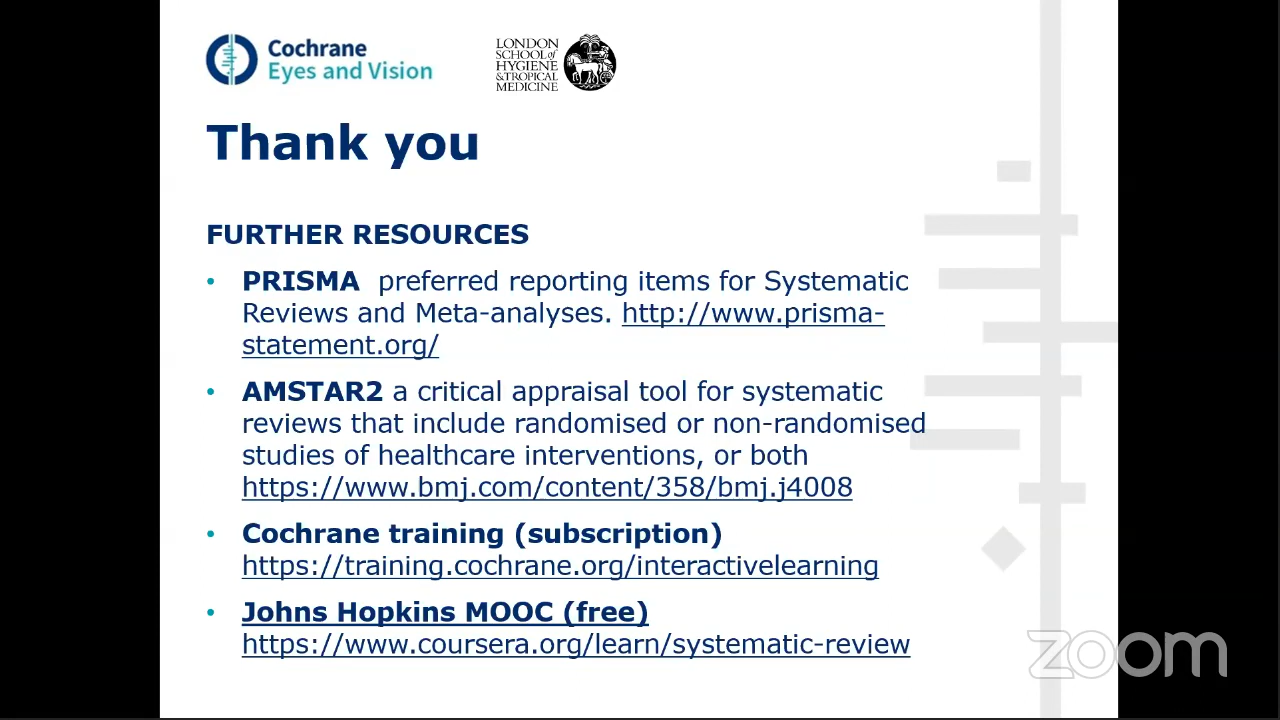 Cochrane
Eyes and Vision
LONDON
SCHOOL of
HYGIENE
& TROPICAL
MEDICINE
Thank you
FURTHER RESOURCES
• PRISMA preferred reporting items for Systematic
Reviews and Meta-analyses. http://www.prisma-
statement.org/
• AMSTAR2 a critical appraisal tool for systematic
reviews that include randomised or non-randomised
studies of healthcare interventions, or both
https://www.bmj.com/content/358/bmj.j4008
• Cochrane training (subscription)
https://training.cochrane.org/interactivelearning
• Johns Hopkins MOOC (free)
https://www.coursera.org/learn/systematic-review
zoom